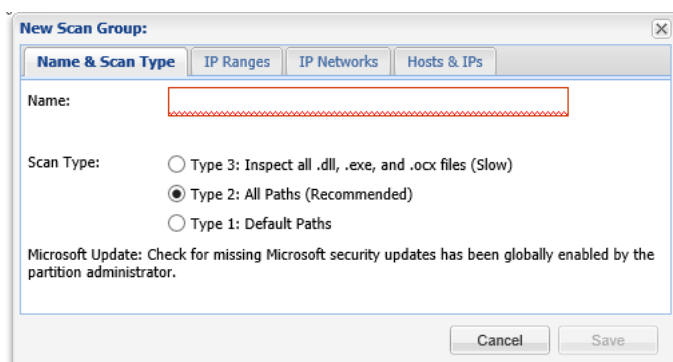 New Scan Group:
Name & Scan Type IP Ranges IP Networks Hosts & IPs
Name:
Scan Type: Type 3: Inspect all .dll, .exe, and .ocx files (Slow)
Type 2: All Paths (Recommended)
Type 1: Default Paths
Microsoft Update: Check for missing Microsoft security updates has been globally enabled by the
partition administrator.
Cancel Save